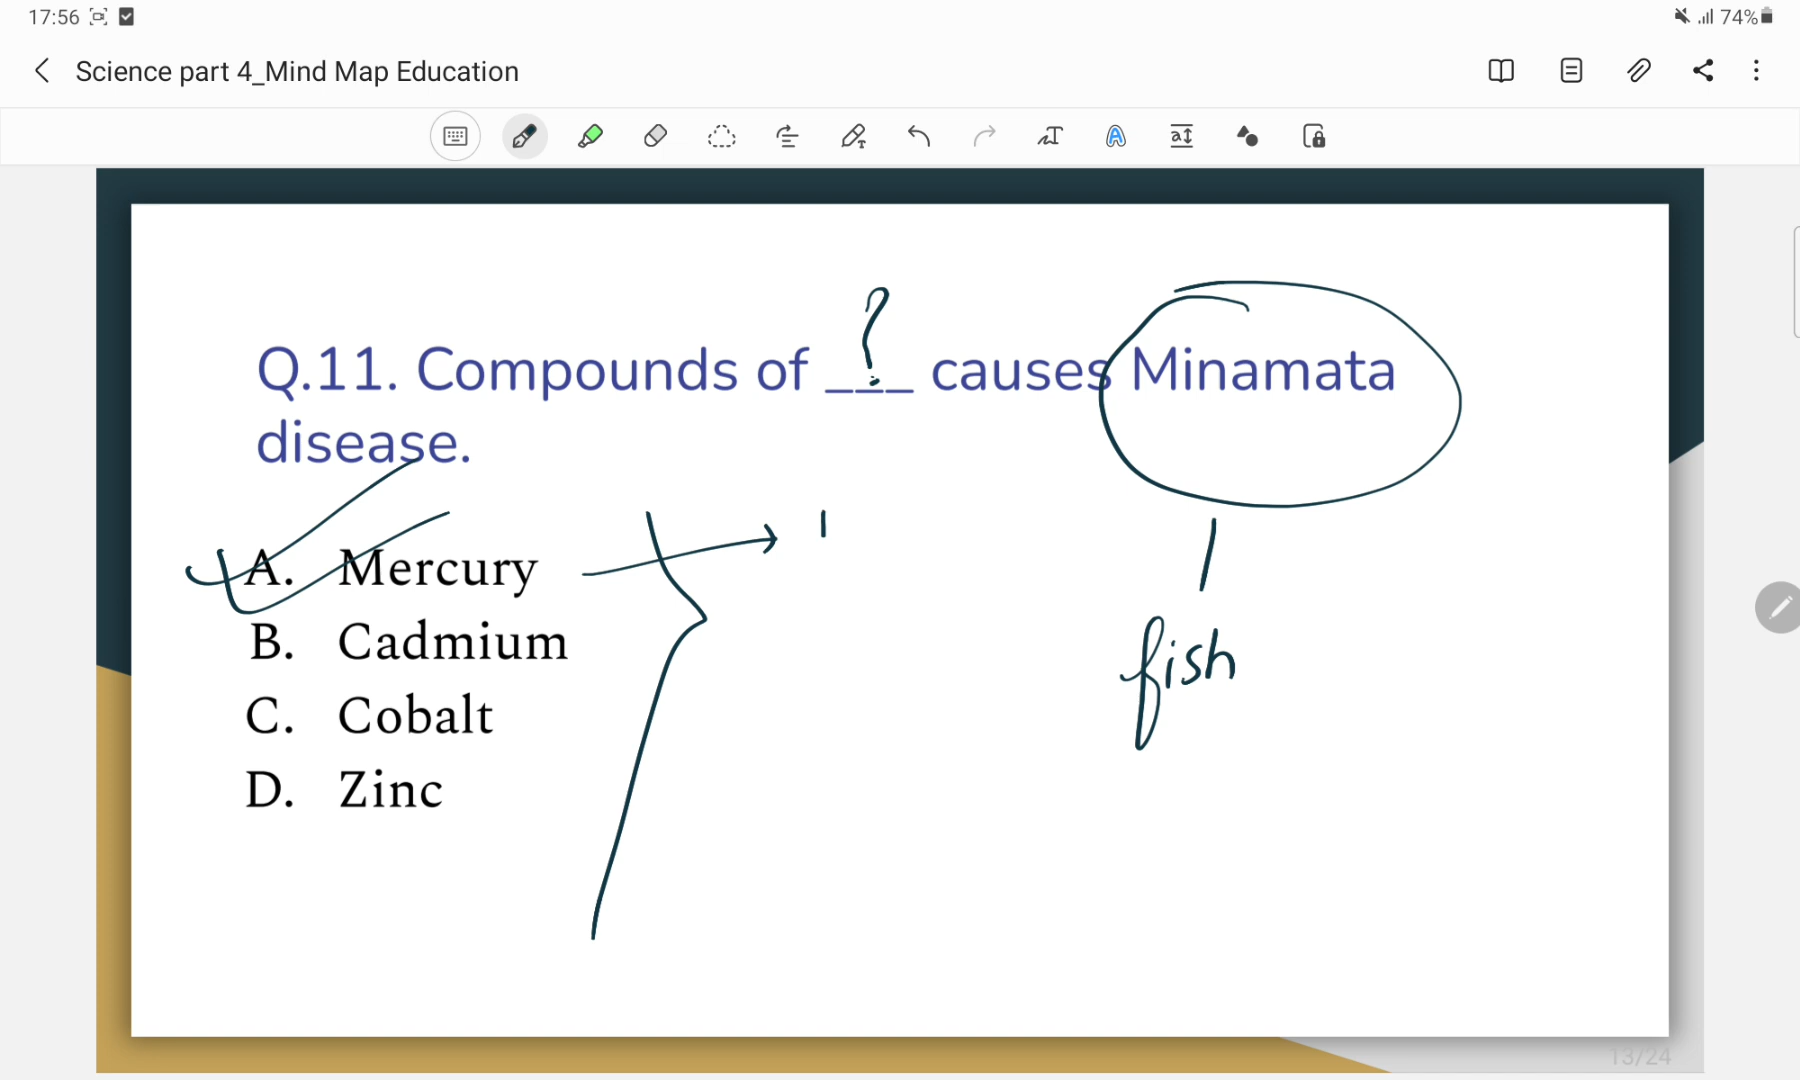 17:56
74%
Science part 4_Mind Map Education
?
Q.11. Compounds of ___ causes Minamata
disease.
A. Mercury
B. Cadmium
C. Cobalt
D. Zinc
fish
13/24